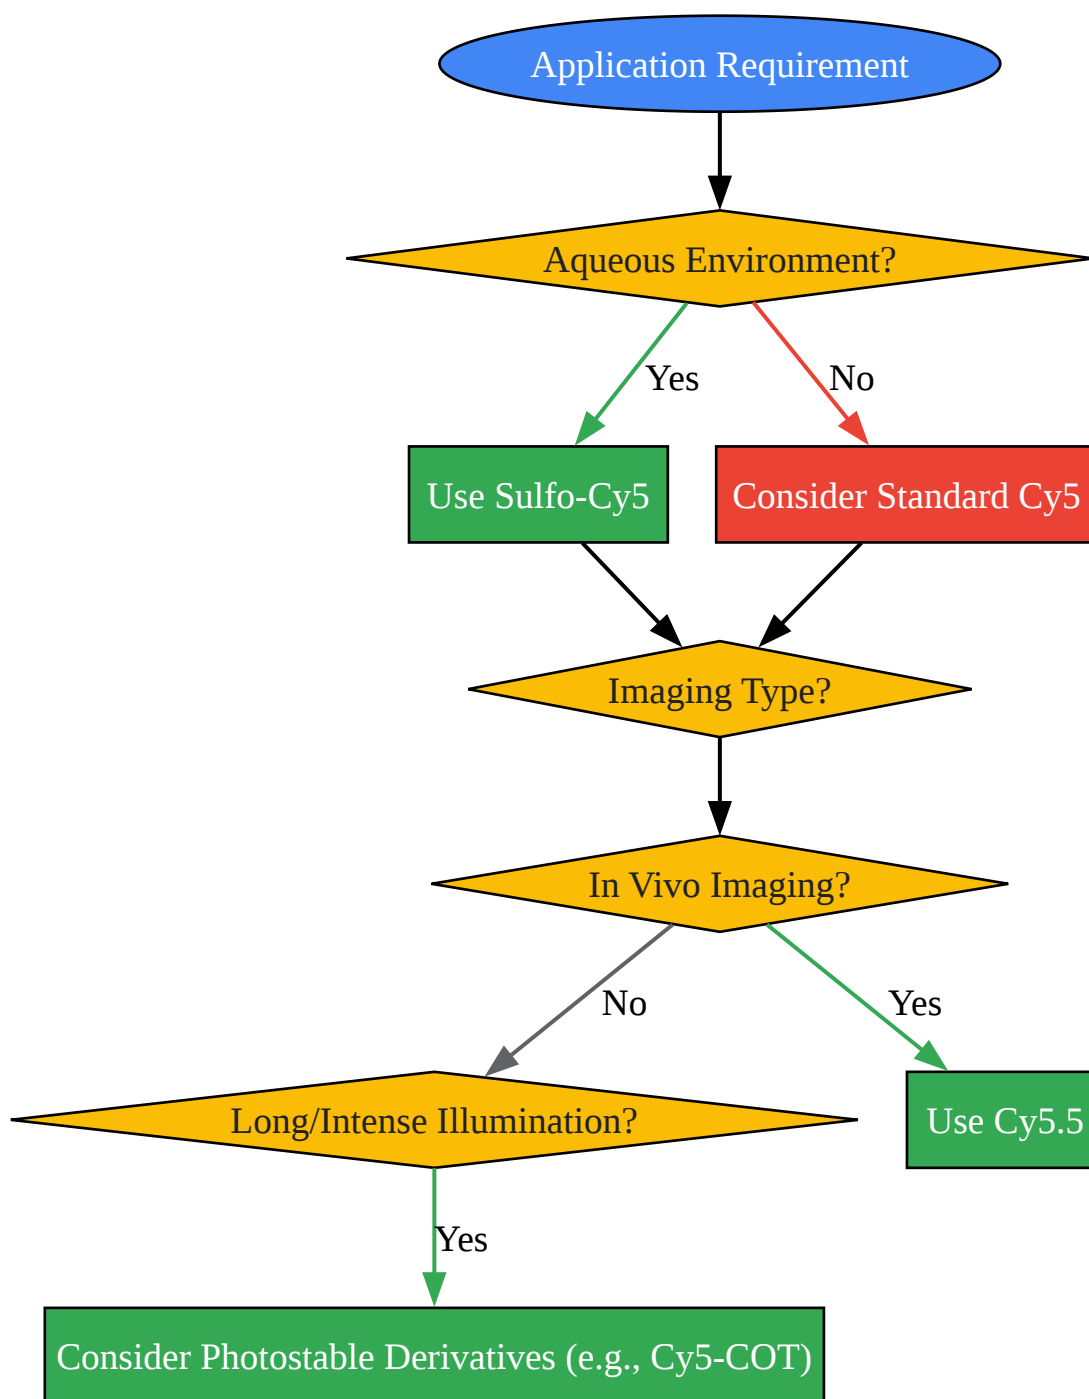 Application Requirement
Aqueous Environment?
Yes
No
Use Sulfo-Cy5
Consider Standard Cy5
Imaging Type?
In Vivo Imaging?
No
Yes
Long/Intense Illumination?
Use Cy5.5
Yes
Consider Photostable Derivatives (e.g., Cy5-COT)